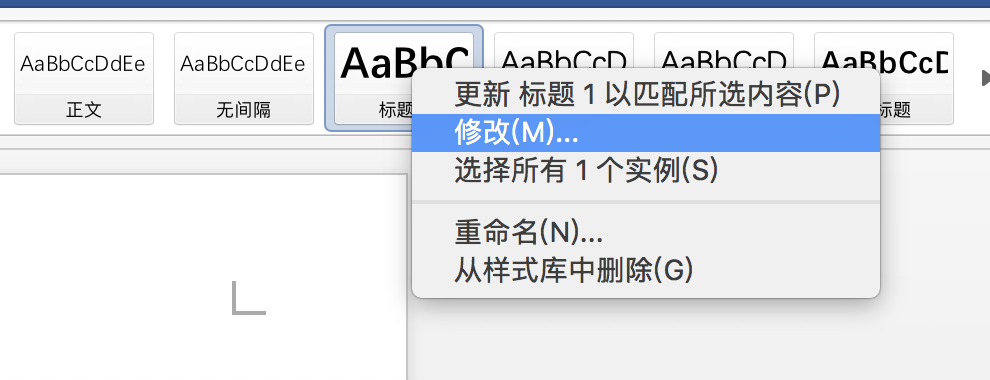 AaBbCcDdEe AaBbCcDdEe AaBbC AaBbCcD AaBbCcD AaBbCcD
正文 无间隔 标题 标题
更新 标题 1 以匹配所选内容(P)
修改(M)...
选择所有 1 个实例(S)
重命名(N)...
从样式库中删除(G)